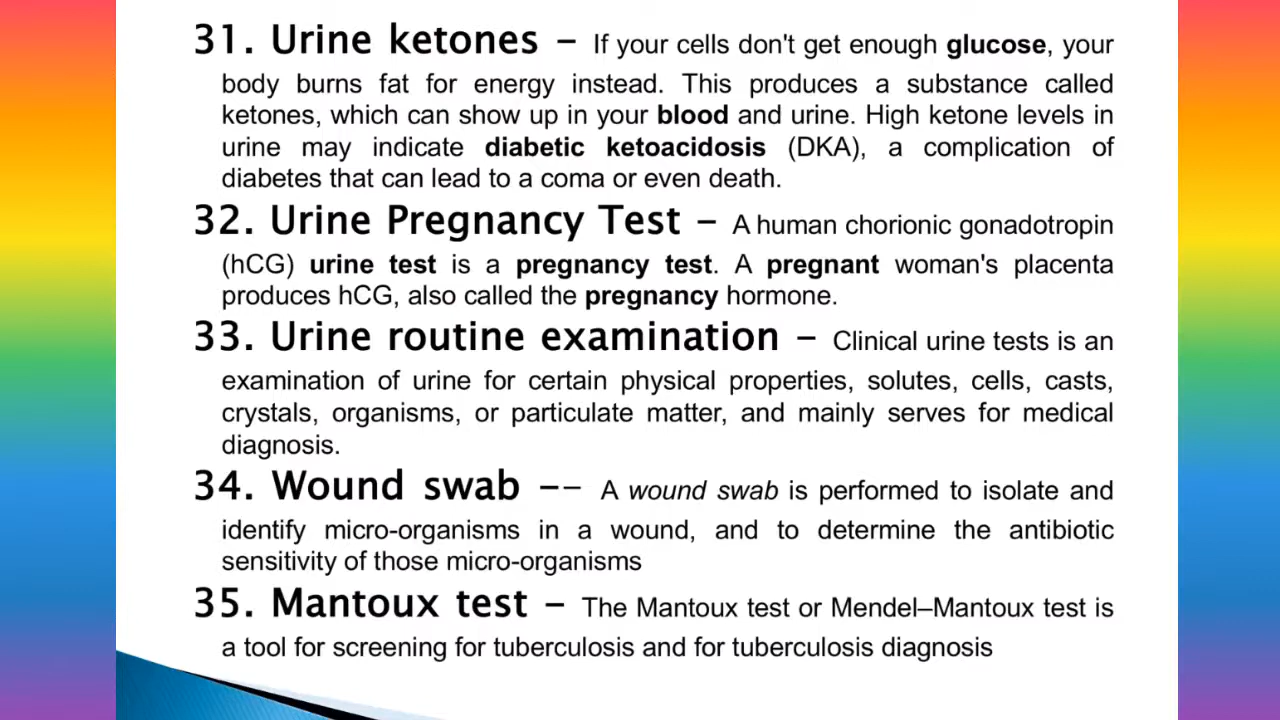 31. Urine ketones – If your cells don't get enough glucose, your
body burns fat for energy instead. This produces a substance called
ketones, which can show up in your blood and urine. High ketone levels in
urine may indicate diabetic ketoacidosis (DKA), a complication of
diabetes that can lead to a coma or even death.
32. Urine Pregnancy Test – A human chorionic gonadotropin
(hCG) urine test is a pregnancy test. A pregnant woman's placenta
produces hCG, also called the pregnancy hormone.
33. Urine routine examination – Clinical urine tests is an
examination of urine for certain physical properties, solutes, cells, casts,
crystals, organisms, or particulate matter, and mainly serves for medical
diagnosis.
34. Wound swab –– A wound swab is performed to isolate and
identify micro-organisms in a wound, and to determine the antibiotic
sensitivity of those micro-organisms
35. Mantoux test – The Mantoux test or Mendel–Mantoux test is
a tool for screening for tuberculosis and for tuberculosis diagnosis